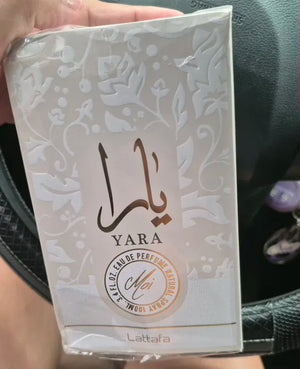 يارا
YARA
3.4 FL.OZ. EAU DE PERFUME NATURAL SPRAY 100ML
Moi
Lattafa